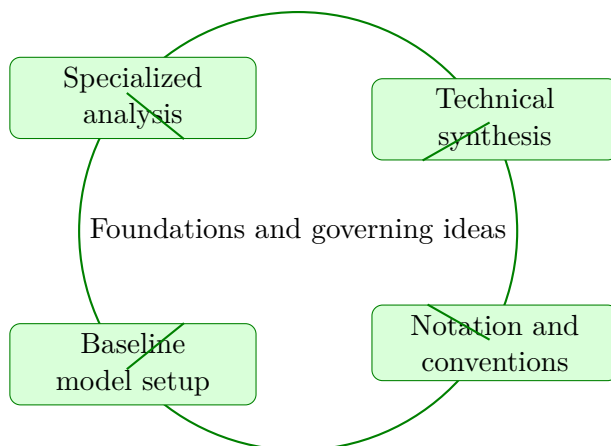 Specialized
analysis
Technical
synthesis
Foundations and governing ideas
Baseline
model setup
Notation and
conventions